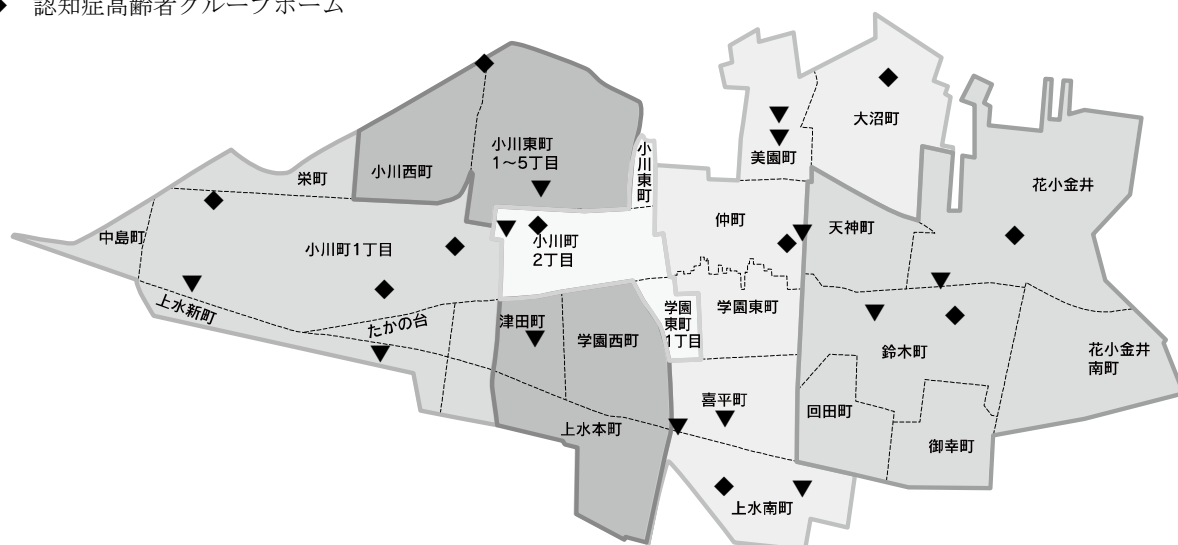 ◆ 認知症高齢者グループホーム
大沼町
小川東町
1~5丁目
小川東町
美園町
小川西町
栄町
花小金井
仲町
天神町
中島町
小川町1丁目
小川町
2丁目
上水新町
たかの台
津田町
学園西町
学園
東町
1丁目
学園東町
鈴木町
花小金井
南町
喜平町
回田町
上水本町
御幸町
上水南町